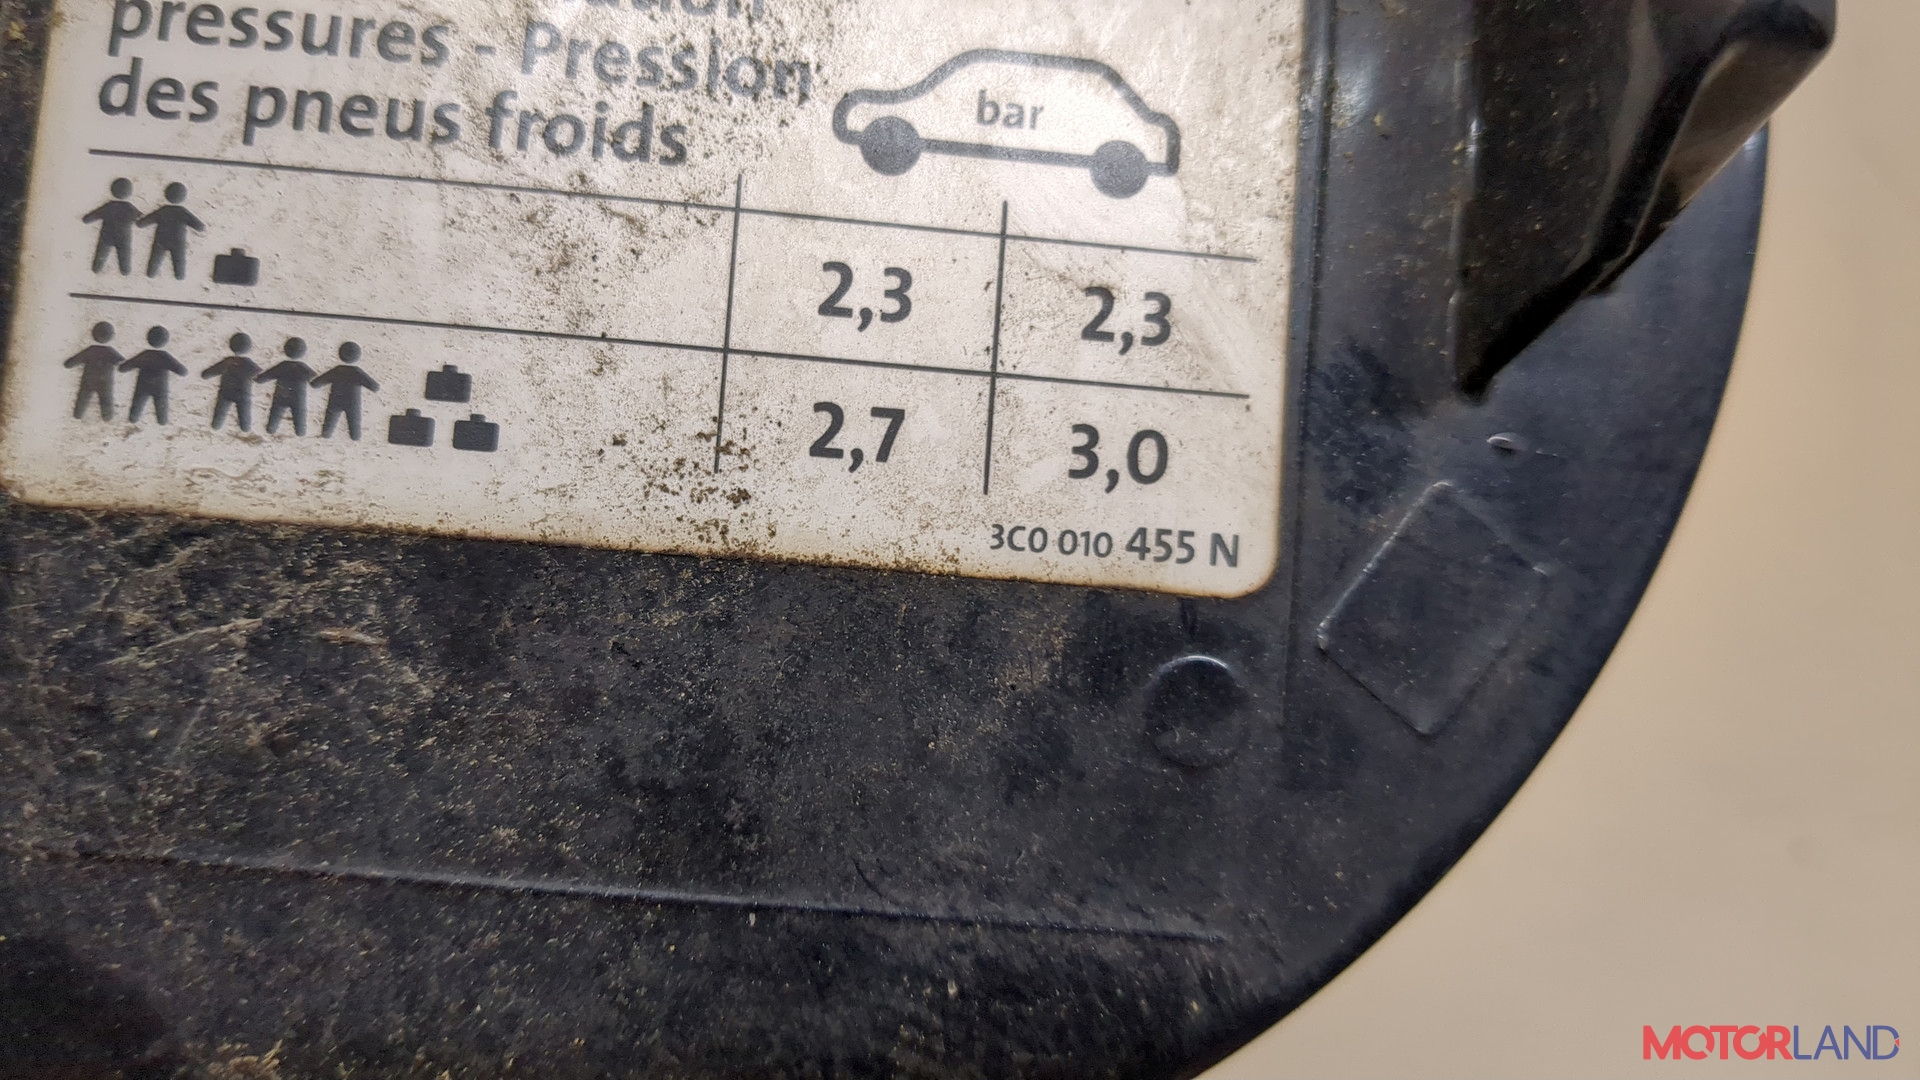 pressures - Pression
des pneus froids
bar
2,3 2,3
2,7 3,0
3C0 010 455 N
MOTORLAND